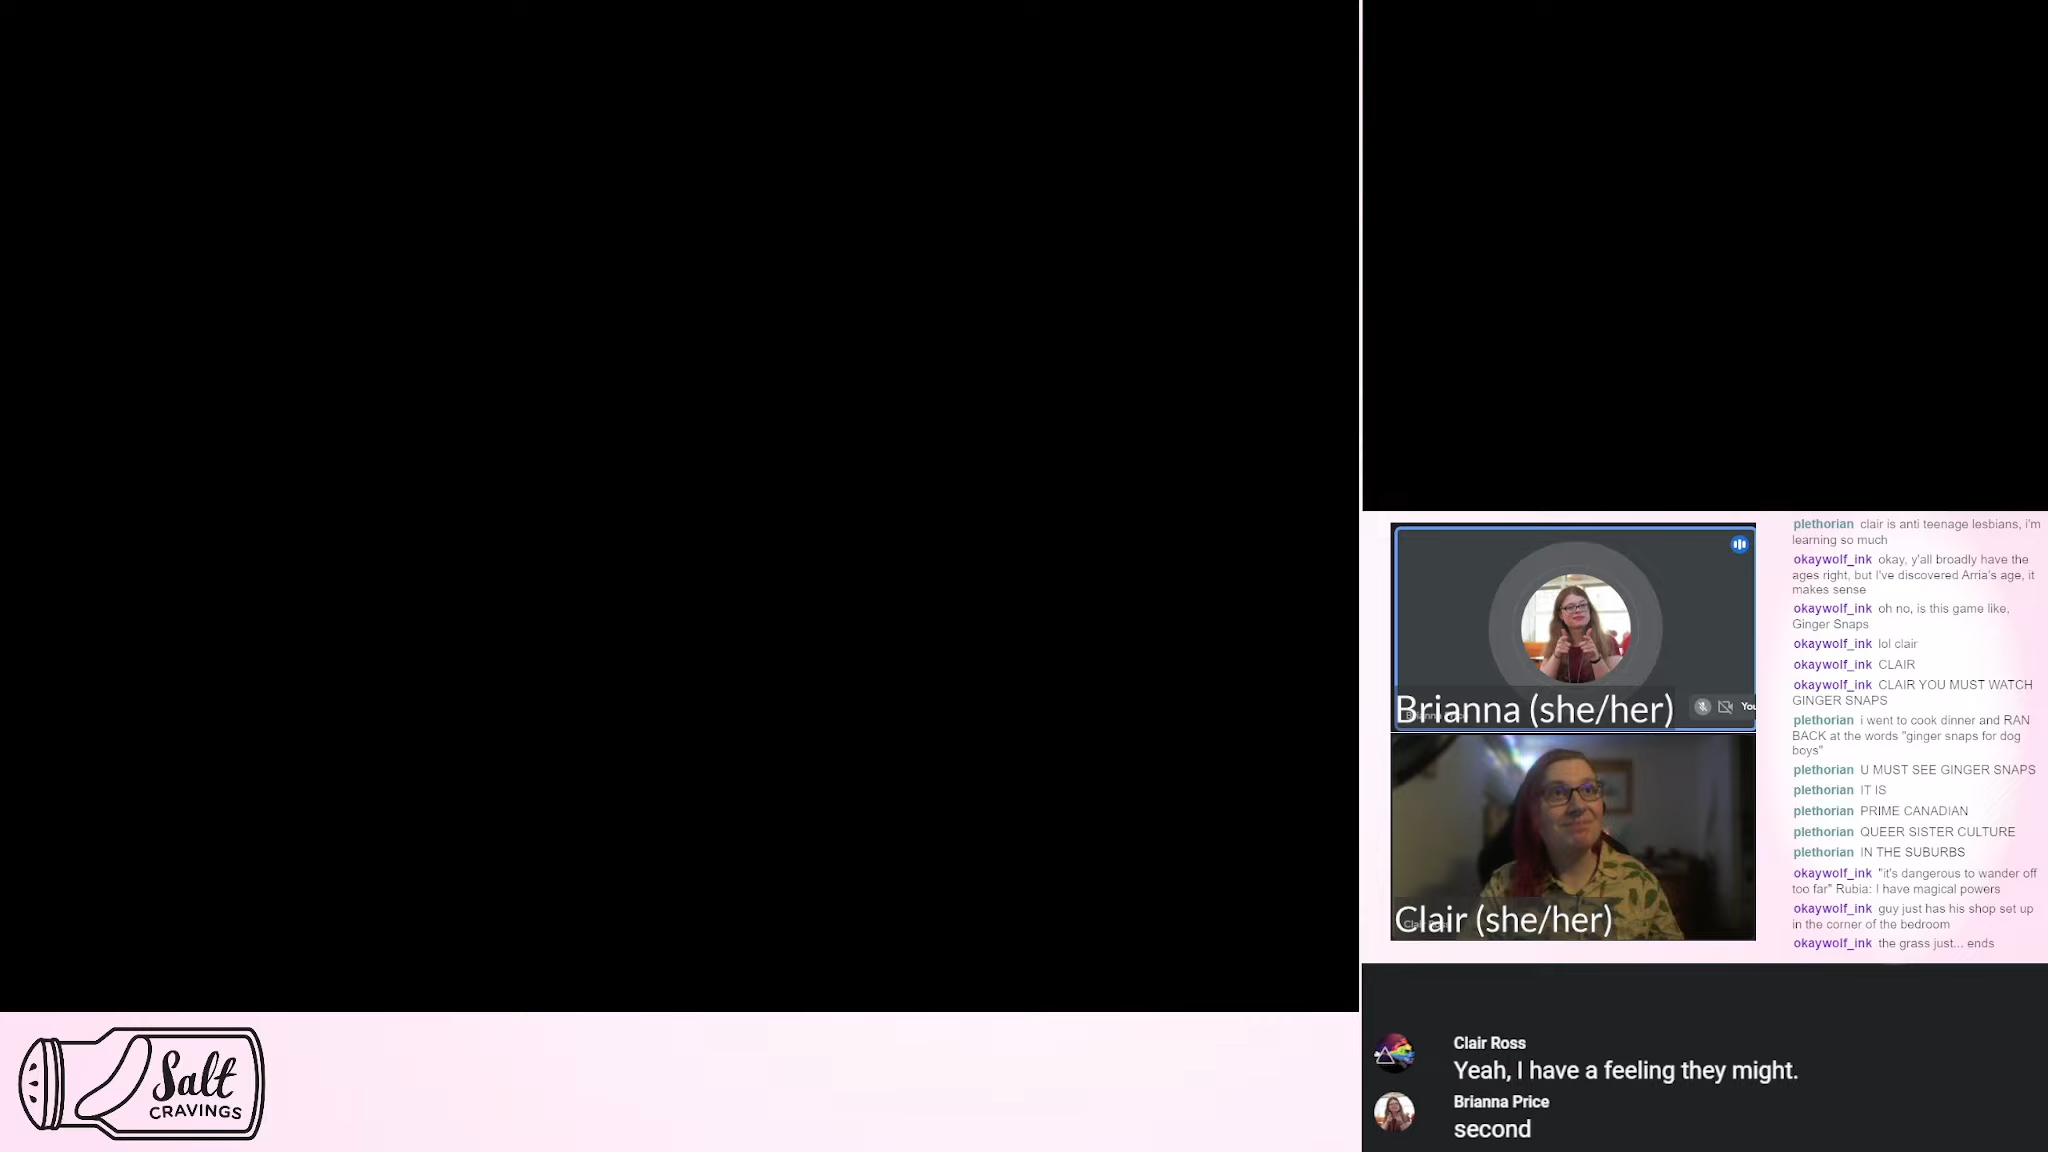 plethorian clair is anti teenage lesbians, i'm
learning so much
okaywolf_ink okay, y'all broadly have the
ages right, but I've discovered Arria's age, it
makes sense
okaywolf_ink oh no, is this game like,
Ginger Snaps
okaywolf_ink lol clair
okaywolf_ink CLAIR
okaywolf_ink CLAIR YOU MUST WATCH
GINGER SNAPS
plethorian i went to cook dinner and RAN
BACK at the words "ginger snaps for dog
boys"
plethorian U MUST SEE GINGER SNAPS
plethorian IT IS
plethorian PRIME CANADIAN
plethorian QUEER SISTER CULTURE
plethorian IN THE SUBURBS
okaywolf_ink "it's dangerous to wander off
too far" Rubia: I have magical powers
okaywolf_ink guy just has his shop set up
in the corner of the bedroom
okaywolf_ink the grass just... ends
Brianna (she/her)
You
Clair (she/her)
Clair Ross
Yeah, I have a feeling they might.
Brianna Price
second
Salt
CRAVINGS